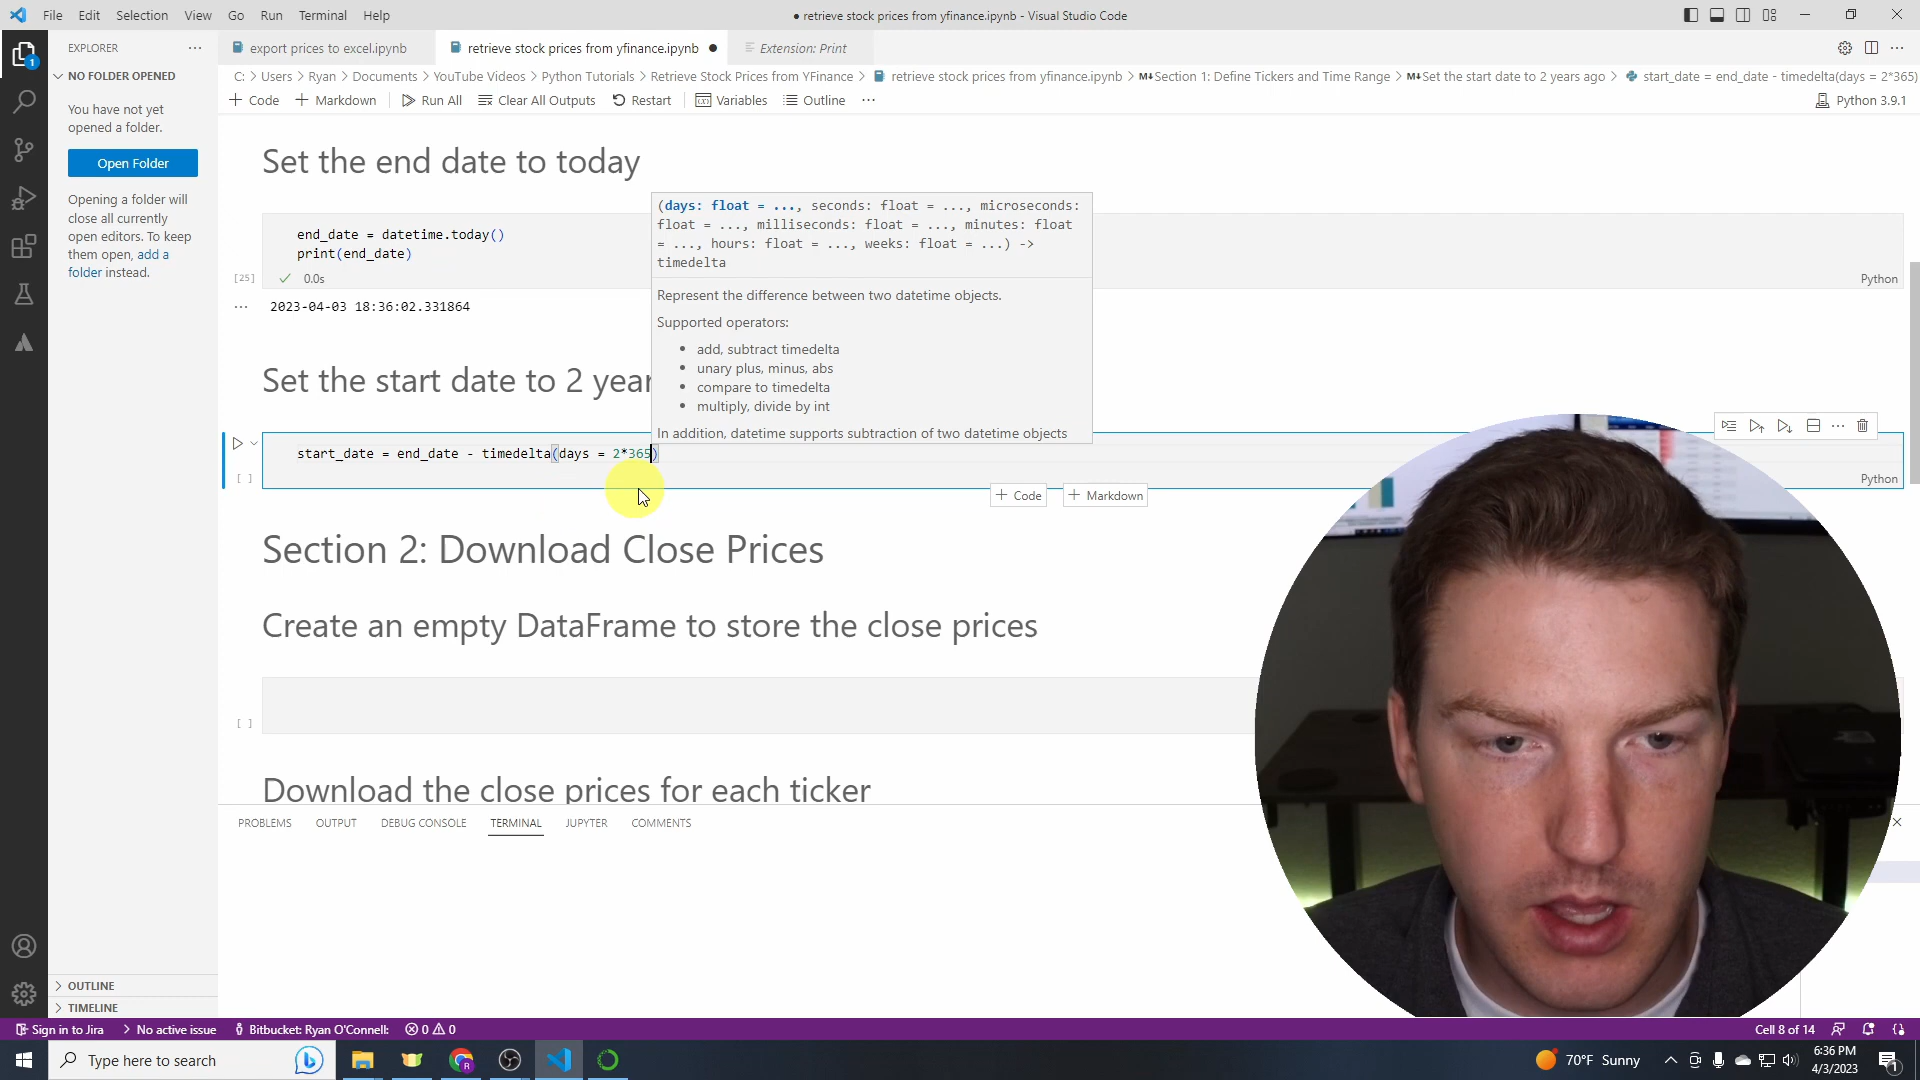 File Edit Selection View Go Run Terminal Help
● retrieve stock prices from yfinance.ipynb - Visual Studio Code
EXPLORER
export prices to excel.ipynb
retrieve stock prices from yfinance.ipynb ●
Extension: Print
NO FOLDER OPENED
C: > Users > Ryan > Documents > YouTube Videos > Python Tutorials > Retrieve Stock Prices from YFinance > retrieve stock prices from yfinance.ipynb > M↓Section 1: Define Tickers and Time Range > M↓Set the start date to 2 years ago > start_date = end_date - timedelta(days = 2*365)
+ Code + Markdown Run All Clear All Outputs Restart Variables Outline ...
Python 3.9.1
You have not yet
opened a folder.
Open Folder
Opening a folder will
close all currently
open editors. To keep
them open, add a
folder instead.
Set the end date to today
end_date = datetime.today()
print(end_date)
[25] ✓ 0.0s
Python
2023-04-03 18:36:02.331864
(days: float = ..., seconds: float = ..., microseconds:
float = ..., milliseconds: float = ..., minutes: float
= ..., hours: float = ..., weeks: float = ...) ->
timedelta
Represent the difference between two datetime objects.
Supported operators:
• add, subtract timedelta
• unary plus, minus, abs
• compare to timedelta
• multiply, divide by int
In addition, datetime supports subtraction of two datetime objects
Set the start date to 2 year
start_date = end_date - timedelta(days = 2*365)
[ ]
Python
+ Code + Markdown
Section 2: Download Close Prices
Create an empty DataFrame to store the close prices
[ ]
Download the close prices for each ticker
PROBLEMS OUTPUT DEBUG CONSOLE TERMINAL JUPYTER COMMENTS
OUTLINE
TIMELINE
Sign in to Jira No active issue Bitbucket: Ryan O'Connell: 0 0
Cell 8 of 14
Type here to search
70°F Sunny
6:36 PM
4/3/2023
1
1